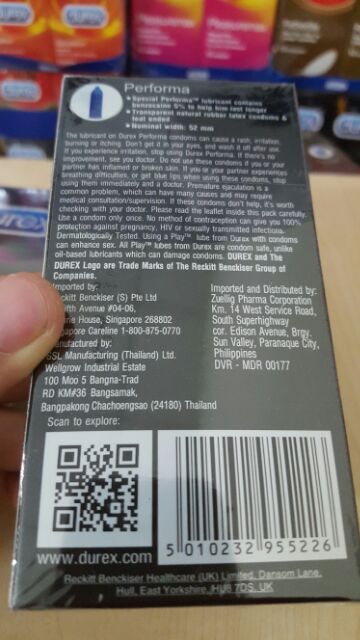 durex
Performa
• Special Performa™ lubricant contains
benzocaine 5% to help him last longer
• Transparent natural rubber latex condoms &
teat ended
• Nominal width: 52 mm
The lubricant on Durex Performa condoms can cause a rash, irritation,
burning or itching. Don't get it in your eyes, and wash it off after use.
If you experience irritation, stop using Durex Performa. If there's no
improvement, see you doctor. Do not use these condoms if you or your
partner has inflamed or broken skin. If you or your partner experiences
breathing difficulties, or get blue lips when using these condoms, stop
using them immediately and a doctor. Premature ejaculation is a
common problem, which can have many causes and may require
medical consultation/supervision. If these condoms don't help, it's worth
checking with your doctor. Please read the leaflet inside this pack carefully.
Use a condom only once. No method of contraception can give you 100%
protection against pregnancy, HIV or sexually transmitted infections.
Dermatologically Tested. Using a Play™ lube from Durex with condoms
can enhance sex. All Play™ lubes from Durex are condom safe, unlike
oil-based lubricants which can damage condoms. DUREX and The
DUREX Logo are Trade Marks of The Reckitt Benckiser Group of
Companies.
Imported by:
ckitt Benckiser (S) Pte Ltd
ifth Avenue #04-06,
e House, Singapore 268802
gapore Careline 1-800-875-0770
anufactured by:
SSL Manufacturing (Thailand) Ltd.
Wellgrow Industrial Estate
100 Moo 5 Bangna-Trad
RD KM#36 Bangsamak,
Bangpakong Chachoengsao (24180) Thailand
Imported and Distributed by:
Zuellig Pharma Corporation
Km. 14 West Service Road,
South Superhighway
cor. Edison Avenue, Brgy.
Sun Valley, Paranaque City,
Philippines
DVR - MDR 00177
Scan to explore:
www.durex.com
5 010232 955226
Reckitt Benckiser Healthcare (UK) Limited, Dansom Lane,
Hull, East Yorkshire, HU8 7DS, UK